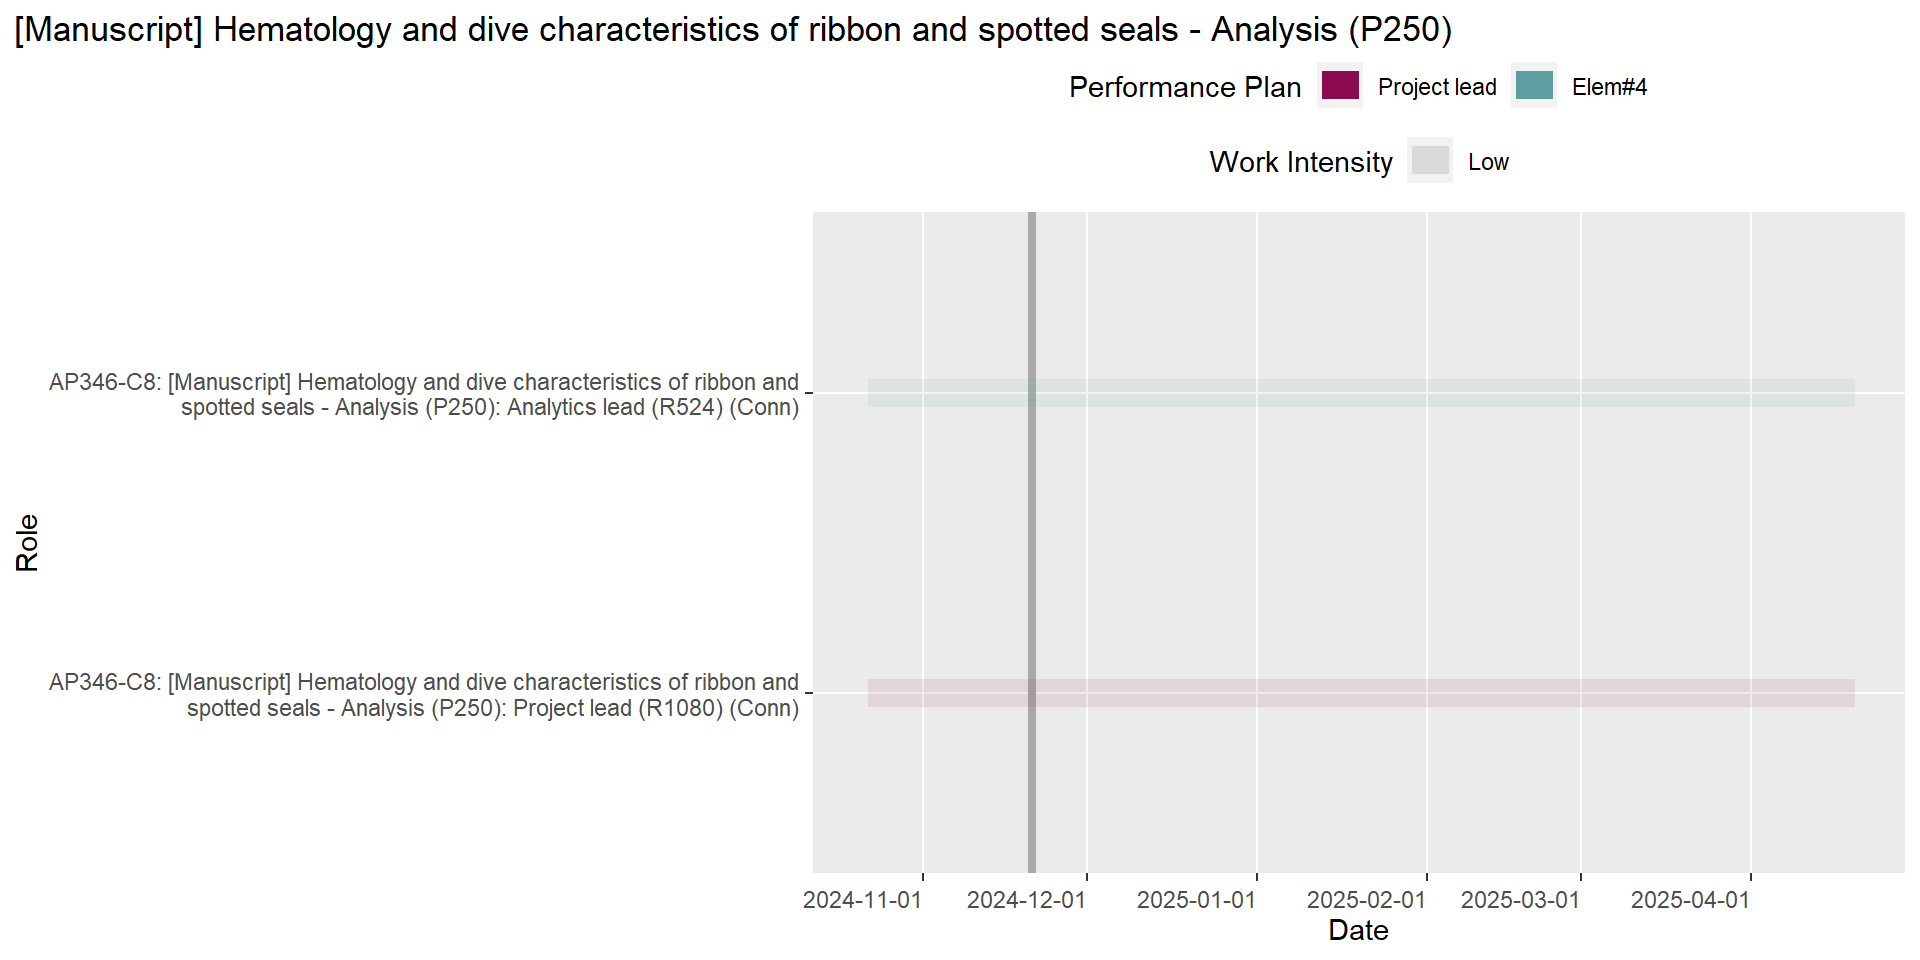 [Manuscript] Hematology and dive characteristics of ribbon and spotted seals - Analysis (P250)
Performance Plan Project lead Elem#4
Work Intensity Low
AP346-C8: [Manuscript] Hematology and dive characteristics of ribbon and
spotted seals - Analysis (P250): Analytics lead (R524) (Conn)
Role
AP346-C8: [Manuscript] Hematology and dive characteristics of ribbon and
spotted seals - Analysis (P250): Project lead (R1080) (Conn)
2024-11-01 2024-12-01 2025-01-01 2025-02-01 2025-03-01 2025-04-01
Date